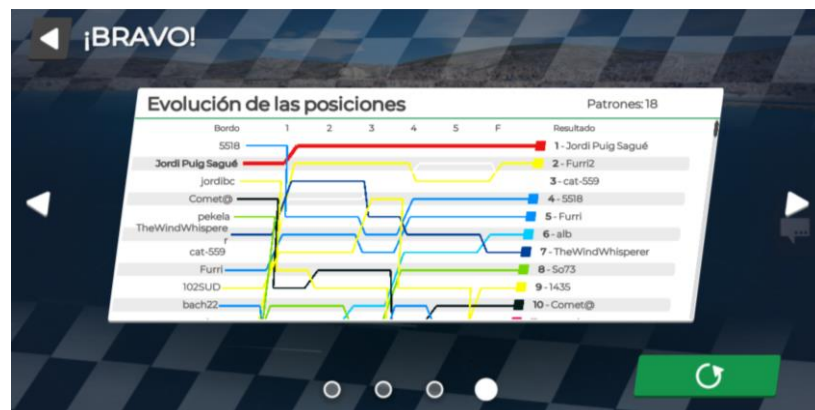 ¡BRAVO!
Evolución de las posiciones
Patrones: 18
Bordo 1 2 3 4 5 F Resultado
5518 1 - Jordi Puig Sagué
Jordi Puig Sagué 2 - Furri2
jordibc 3 - cat-559
Comet@ 4 - 5518
pekela 5 - Furri
TheWindWhispere
r 6 - alb
cat-559 7 - TheWindWhisperer
Furri 8 - So73
102SUD 9 - 1435
bach22 10 - Comet@